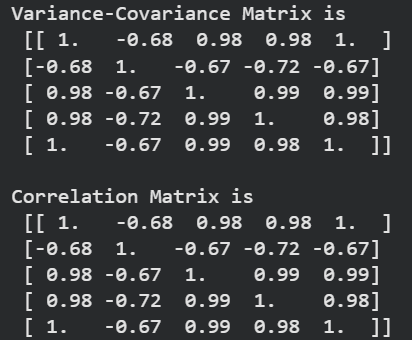 Variance-Covariance Matrix is
[[ 1.   -0.68  0.98  0.98  1.  ]
[-0.68  1.   -0.67 -0.72 -0.67]
[ 0.98 -0.67  1.    0.99  0.99]
[ 0.98 -0.72  0.99  1.    0.98]
[ 1.   -0.67  0.99  0.98  1.  ]]
Correlation Matrix is
[[ 1.   -0.68  0.98  0.98  1.  ]
[-0.68  1.   -0.67 -0.72 -0.67]
[ 0.98 -0.67  1.    0.99  0.99]
[ 0.98 -0.72  0.99  1.    0.98]
[ 1.   -0.67  0.99  0.98  1.  ]]